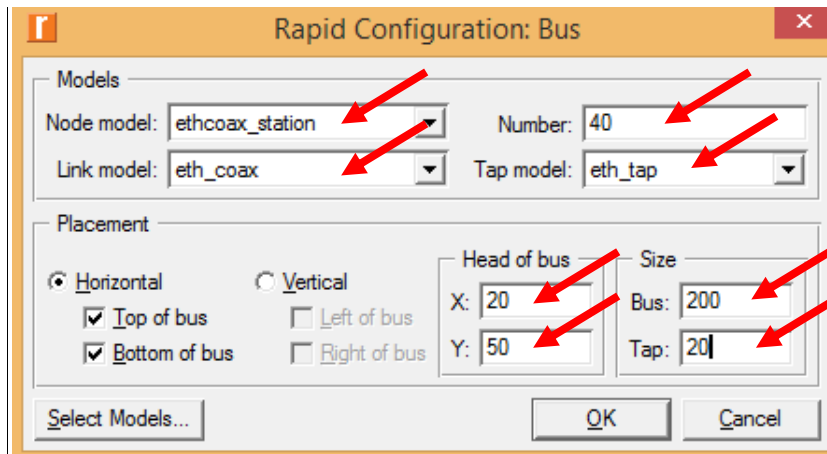 r Rapid Configuration: Bus ×
Models
Node model: ethcoax_station Number: 40
Link model: eth_coax Tap model: eth_tap
Placement
Head of bus Size
Horizontal Vertical
X: 20 Bus: 200
Top of bus Left of bus
Y: 50 Tap: 20
Bottom of bus Right of bus
Select Models... OK Cancel